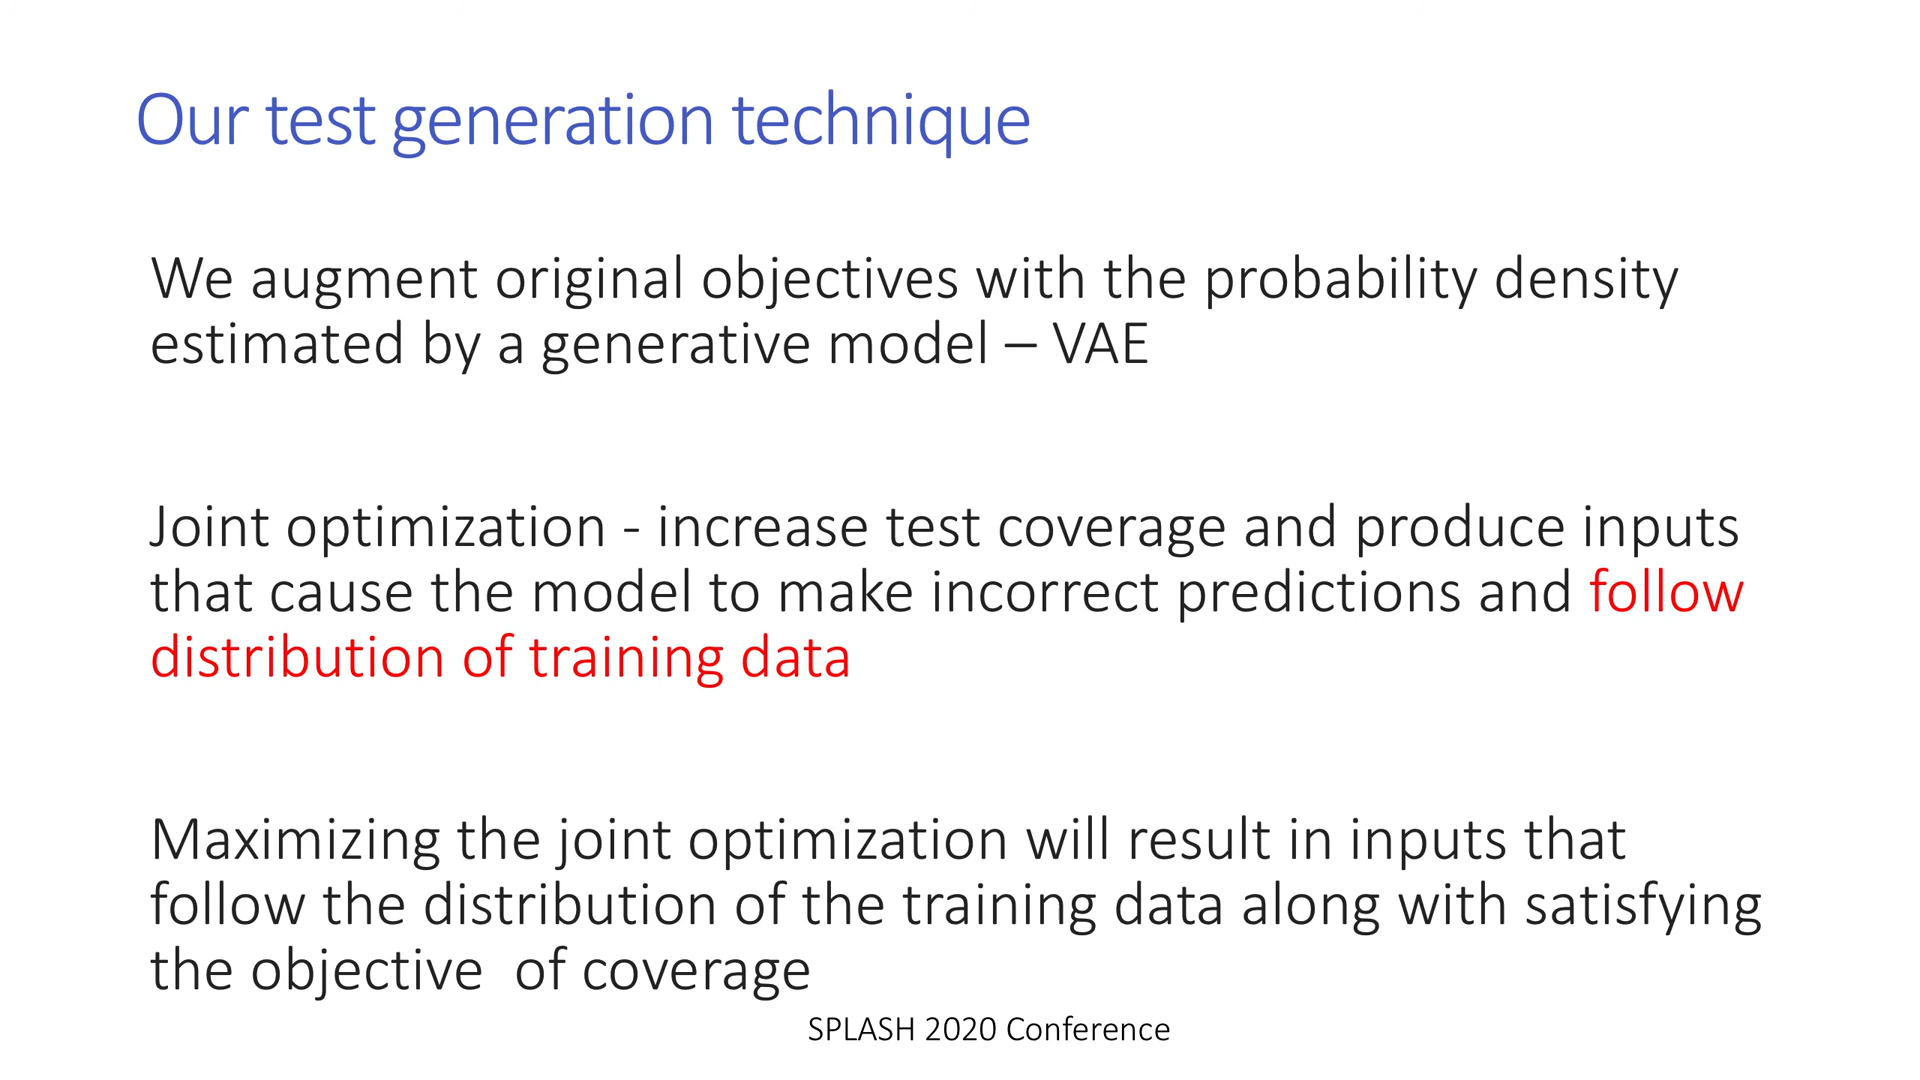 Our test generation technique
We augment original objectives with the probability density
estimated by a generative model – VAE
Joint optimization - increase test coverage and produce inputs
that cause the model to make incorrect predictions and follow
distribution of training data
Maximizing the joint optimization will result in inputs that
follow the distribution of the training data along with satisfying
the objective  of coverage
SPLASH 2020 Conference